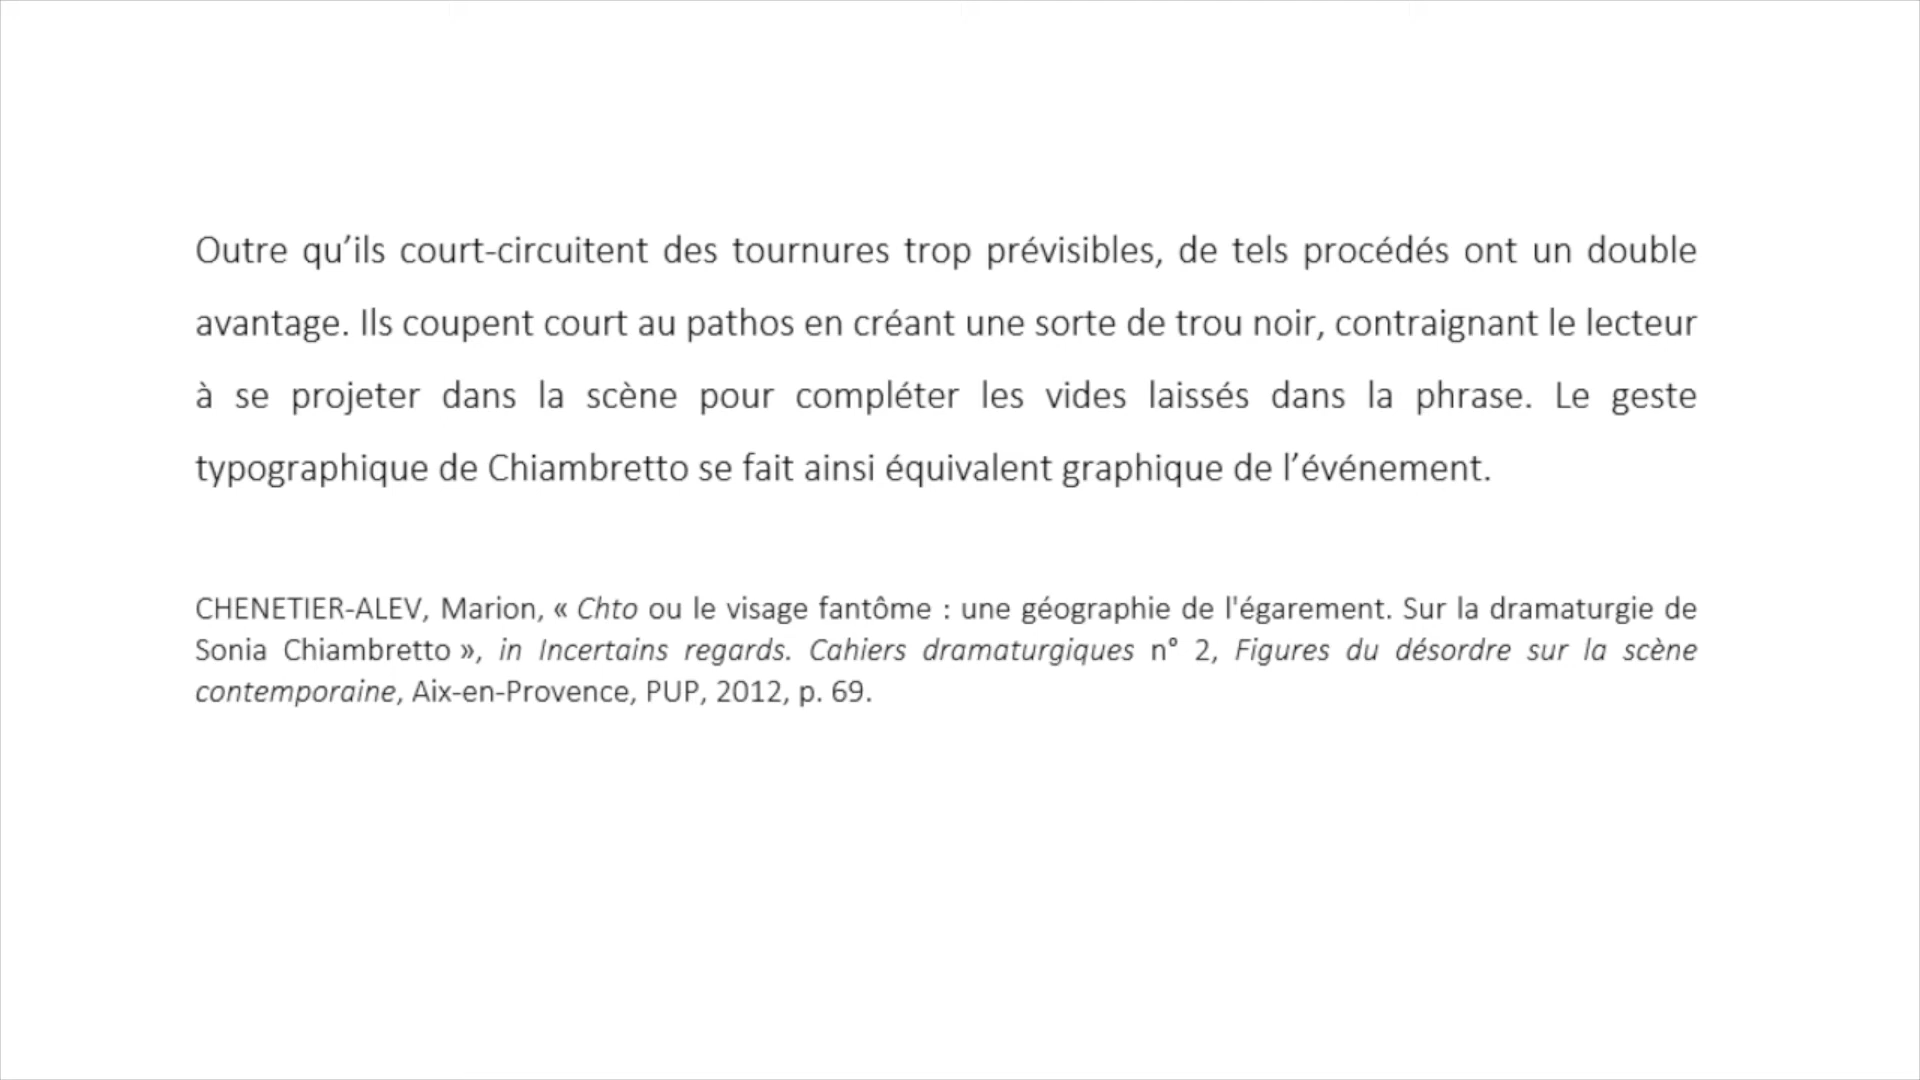 Outre qu’ils court-circuitent des tournures trop prévisibles, de tels procédés ont un double
avantage. Ils coupent court au pathos en créant une sorte de trou noir, contraignant le lecteur
à se projeter dans la scène pour compléter les vides laissés dans la phrase. Le geste
typographique de Chiambretto se fait ainsi équivalent graphique de l’événement.
CHENETIER-ALEV, Marion, « Chto ou le visage fantôme : une géographie de l'égarement. Sur la dramaturgie de
Sonia Chiambretto », in Incertains regards. Cahiers dramaturgiques n° 2, Figures du désordre sur la scène
contemporaine, Aix-en-Provence, PUP, 2012, p. 69.